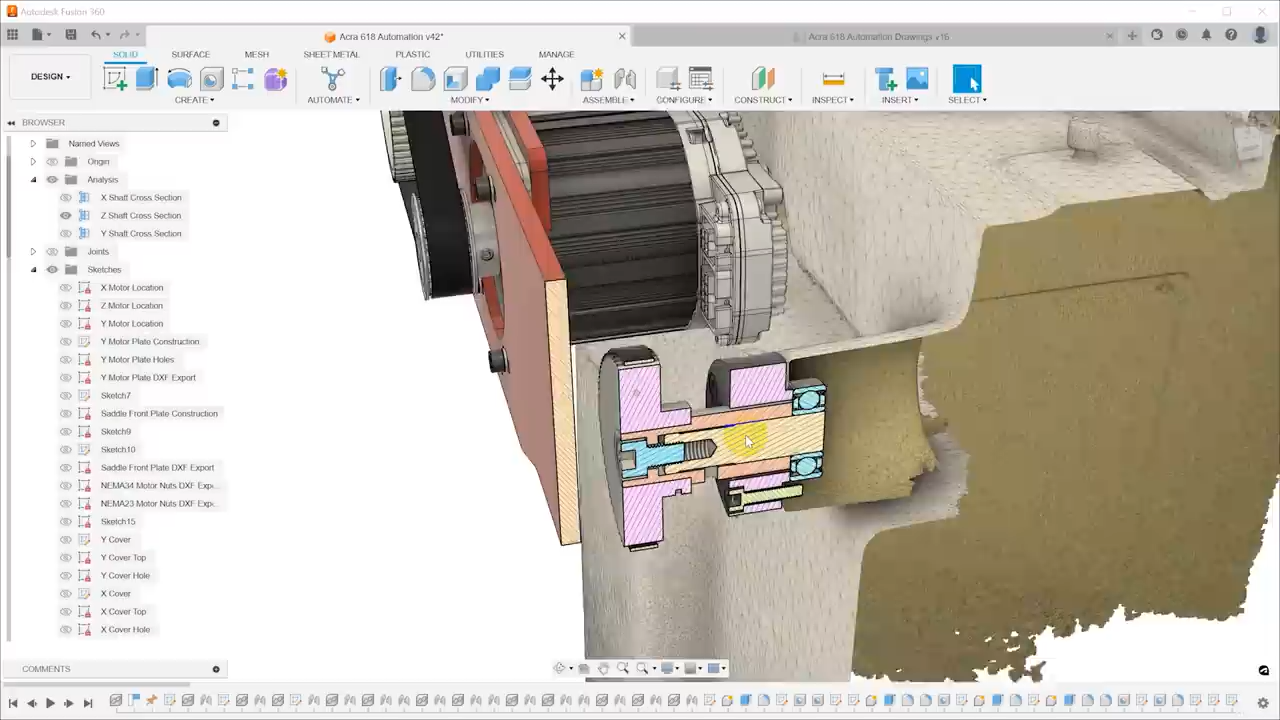 Autodesk Fusion 360
Acra 618 Automation v42*
Acra 618 Automation Drawings v16
DESIGN
SOLID
SURFACE
MESH
SHEET METAL
PLASTIC
UTILITIES
MANAGE
CREATE
AUTOMATE
MODIFY
ASSEMBLE
CONFIGURE
CONSTRUCT
INSPECT
INSERT
SELECT
BROWSER
Named Views
Origin
Analysis
X Shaft Cross Section
Z Shaft Cross Section
Y Shaft Cross Section
Joints
Sketches
X Motor Location
Z Motor Location
Y Motor Location
Y Motor Plate Construction
Y Motor Plate Holes
Y Motor Plate DXF Export
Sketch7
Saddle Front Plate Construction
Sketch9
Sketch10
Saddle Front Plate DXF Export
NEMA34 Motor Nuts DXF Exp...
NEMA23 Motor Nuts DXF Exp...
Sketch15
Y Cover
Y Cover Top
Y Cover Hole
X Cover
X Cover Top
X Cover Hole
COMMENTS